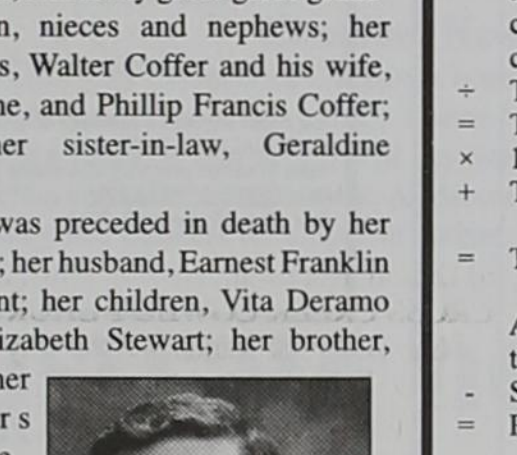 n, nieces and nephews; her
s, Walter Coffer and his wife,
ne, and Phillip Francis Coffer;
ner sister-in-law, Geraldine
was preceded in death by her
; her husband, Earnest Franklin
nt; her children, Vita Deramo
izabeth Stewart; her brother,
her
r s
÷ T
= T
×
+ T
= T
A
t
- S
= F